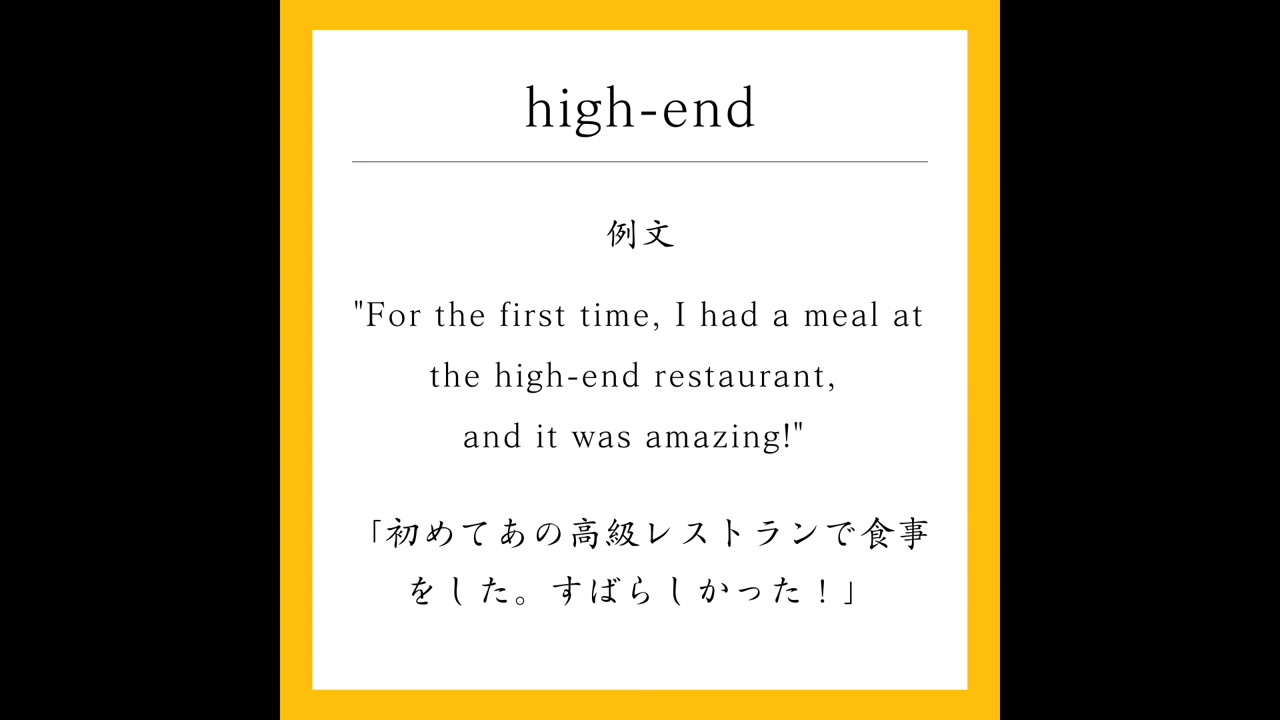 high-end
例文
"For the first time, I had a meal at
the high-end restaurant,
and it was amazing!"
「初めてあの高級レストランで食事
をした。すばらしかった！」